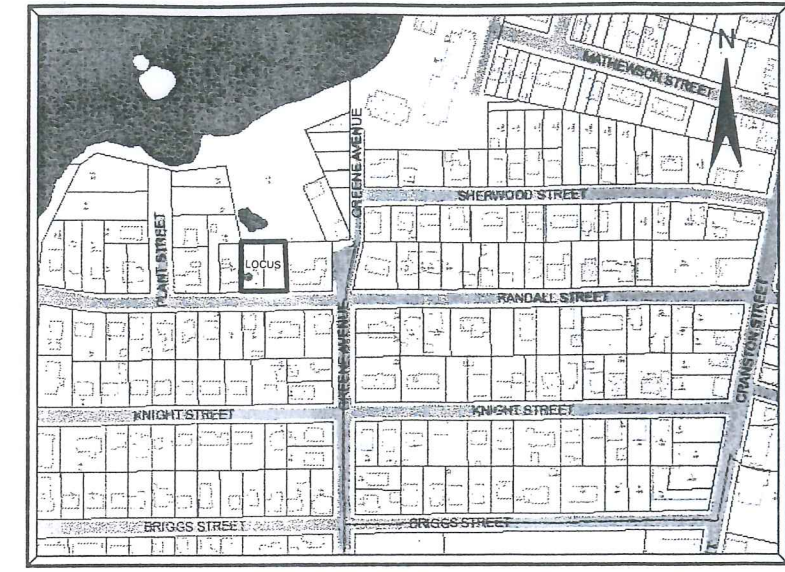 N
MATHEWSON STREET
GREENE AVENUE
SHERWOOD STREET
PLANT STREET
LOCUS
RANDALL STREET
GREENE AVENUE
CRANSTON STREET
KNIGHT STREET
KNIGHT STREET
BRIGGS STREET
BRIGGS STREET